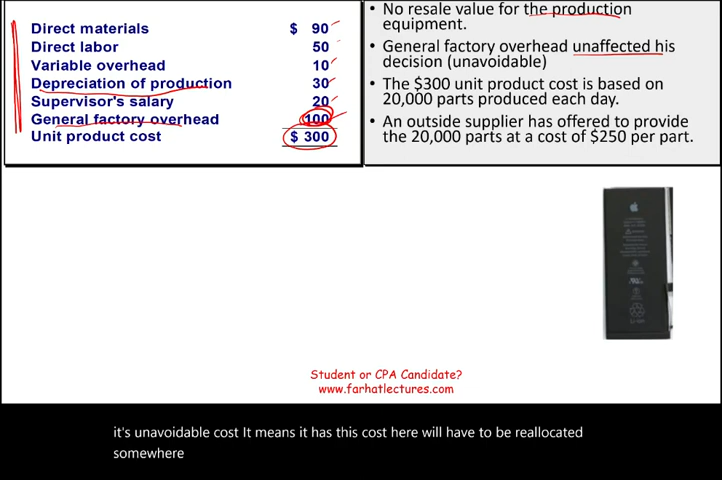 Direct materials $ 90
Direct labor 50
Variable overhead 10
Depreciation of production 30
Supervisor's salary 20
General factory overhead 100
Unit product cost $ 300
• No resale value for the production
equipment.
• General factory overhead unaffected his
decision (unavoidable)
• The $300 unit product cost is based on
20,000 parts produced each day.
• An outside supplier has offered to provide
the 20,000 parts at a cost of $250 per part.
Student or CPA Candidate?
www.farhatlectures.com
it's unavoidable cost It means it has this cost here will have to be reallocated
somewhere